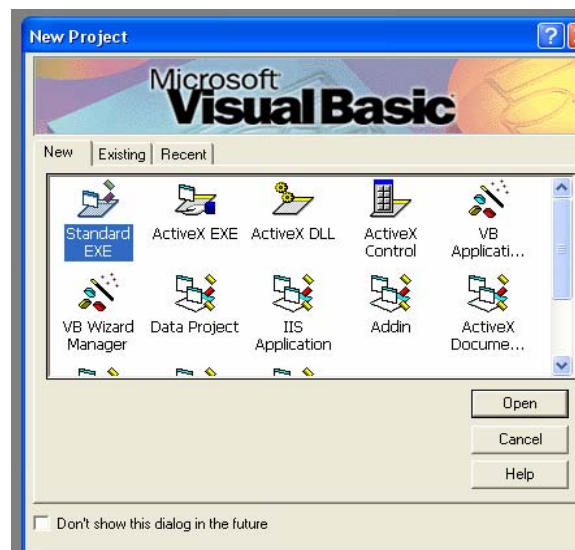 New Project
Microsoft
Visual Basic
New Existing Recent
Standard EXE
ActiveX EXE
ActiveX DLL
ActiveX Control
VB Applicati...
VB Wizard Manager
Data Project
IIS Application
Addin
ActiveX Docume...
Open
Cancel
Help
Don't show this dialog in the future